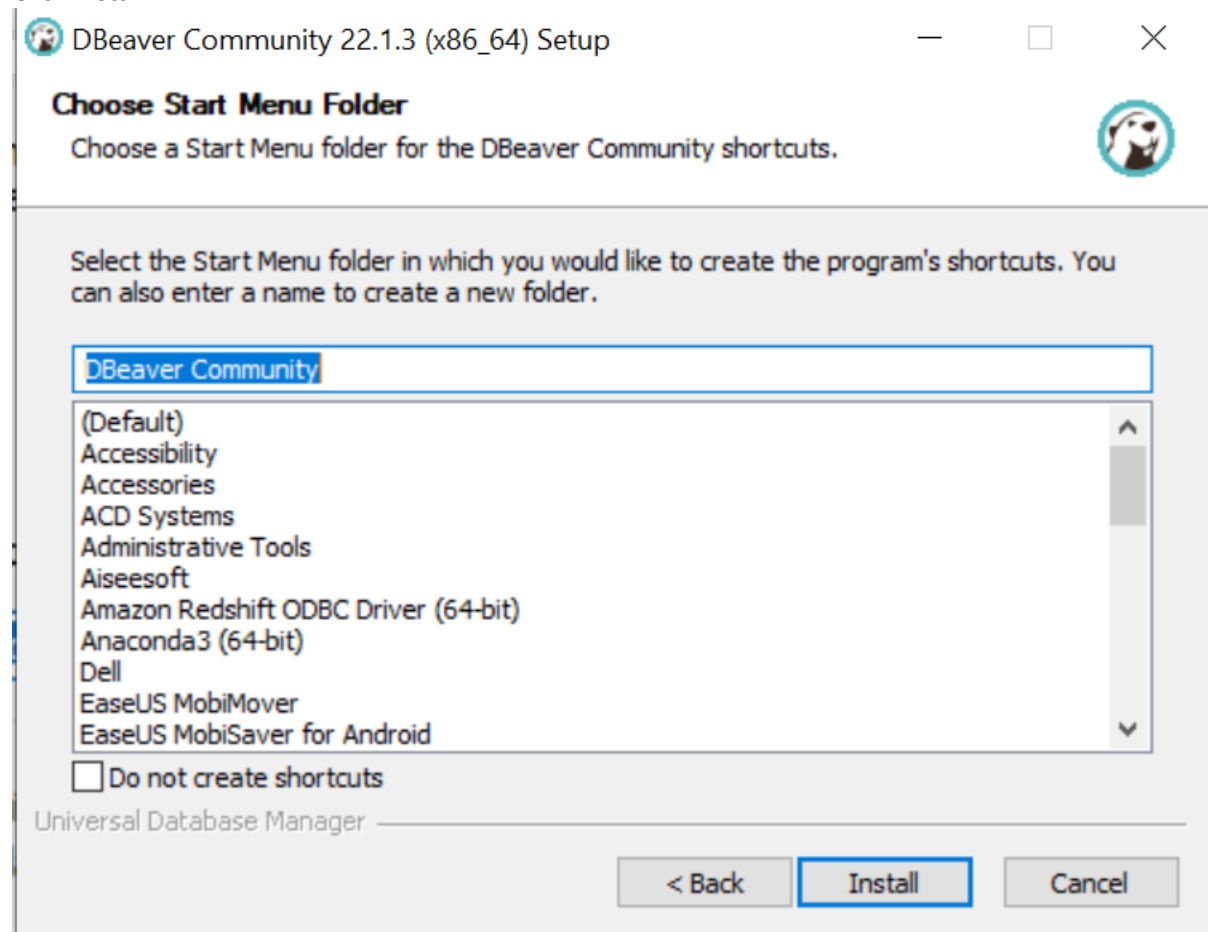 DBeaver Community 22.1.3 (x86_64) Setup
Choose Start Menu Folder
Choose a Start Menu folder for the DBeaver Community shortcuts.
Select the Start Menu folder in which you would like to create the program's shortcuts. You
can also enter a name to create a new folder.
DBeaver Community
(Default)
Accessibility
Accessories
ACD Systems
Administrative Tools
Aiseesoft
Amazon Redshift ODBC Driver (64-bit)
Anaconda3 (64-bit)
Dell
EaseUS MobiMover
EaseUS MobiSaver for Android
Do not create shortcuts
Universal Database Manager
< Back Install Cancel